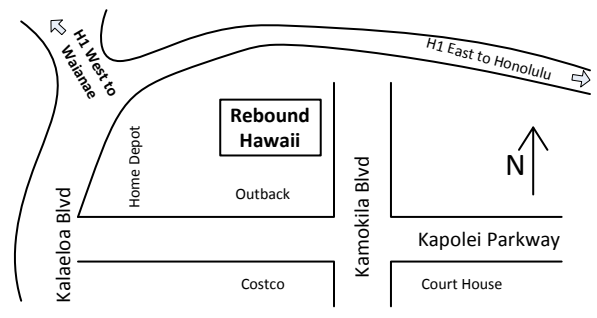 H1 West to
Waianae
H1 East to Honolulu
Rebound
Hawaii
Home Depot
Outback
N
Kalaeloa Blvd
Kamokila Blvd
Kapolei Parkway
Costco
Court House